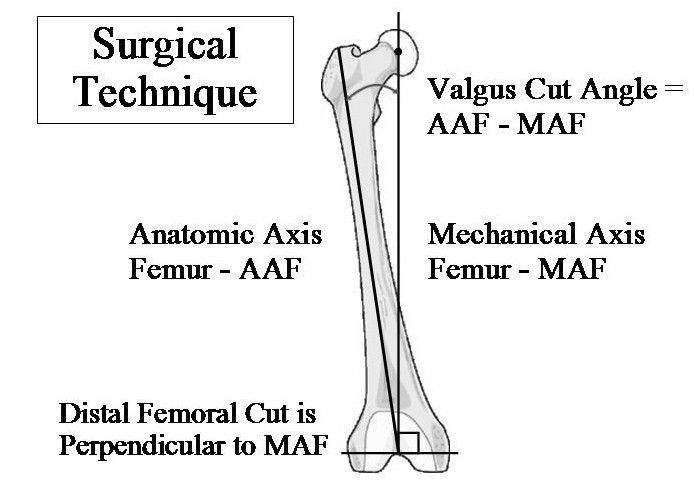 Surgical
Technique
Valgus Cut Angle =
AAF - MAF
Anatomic Axis
Femur - AAF
Mechanical Axis
Femur - MAF
Distal Femoral Cut is
Perpendicular to MAF